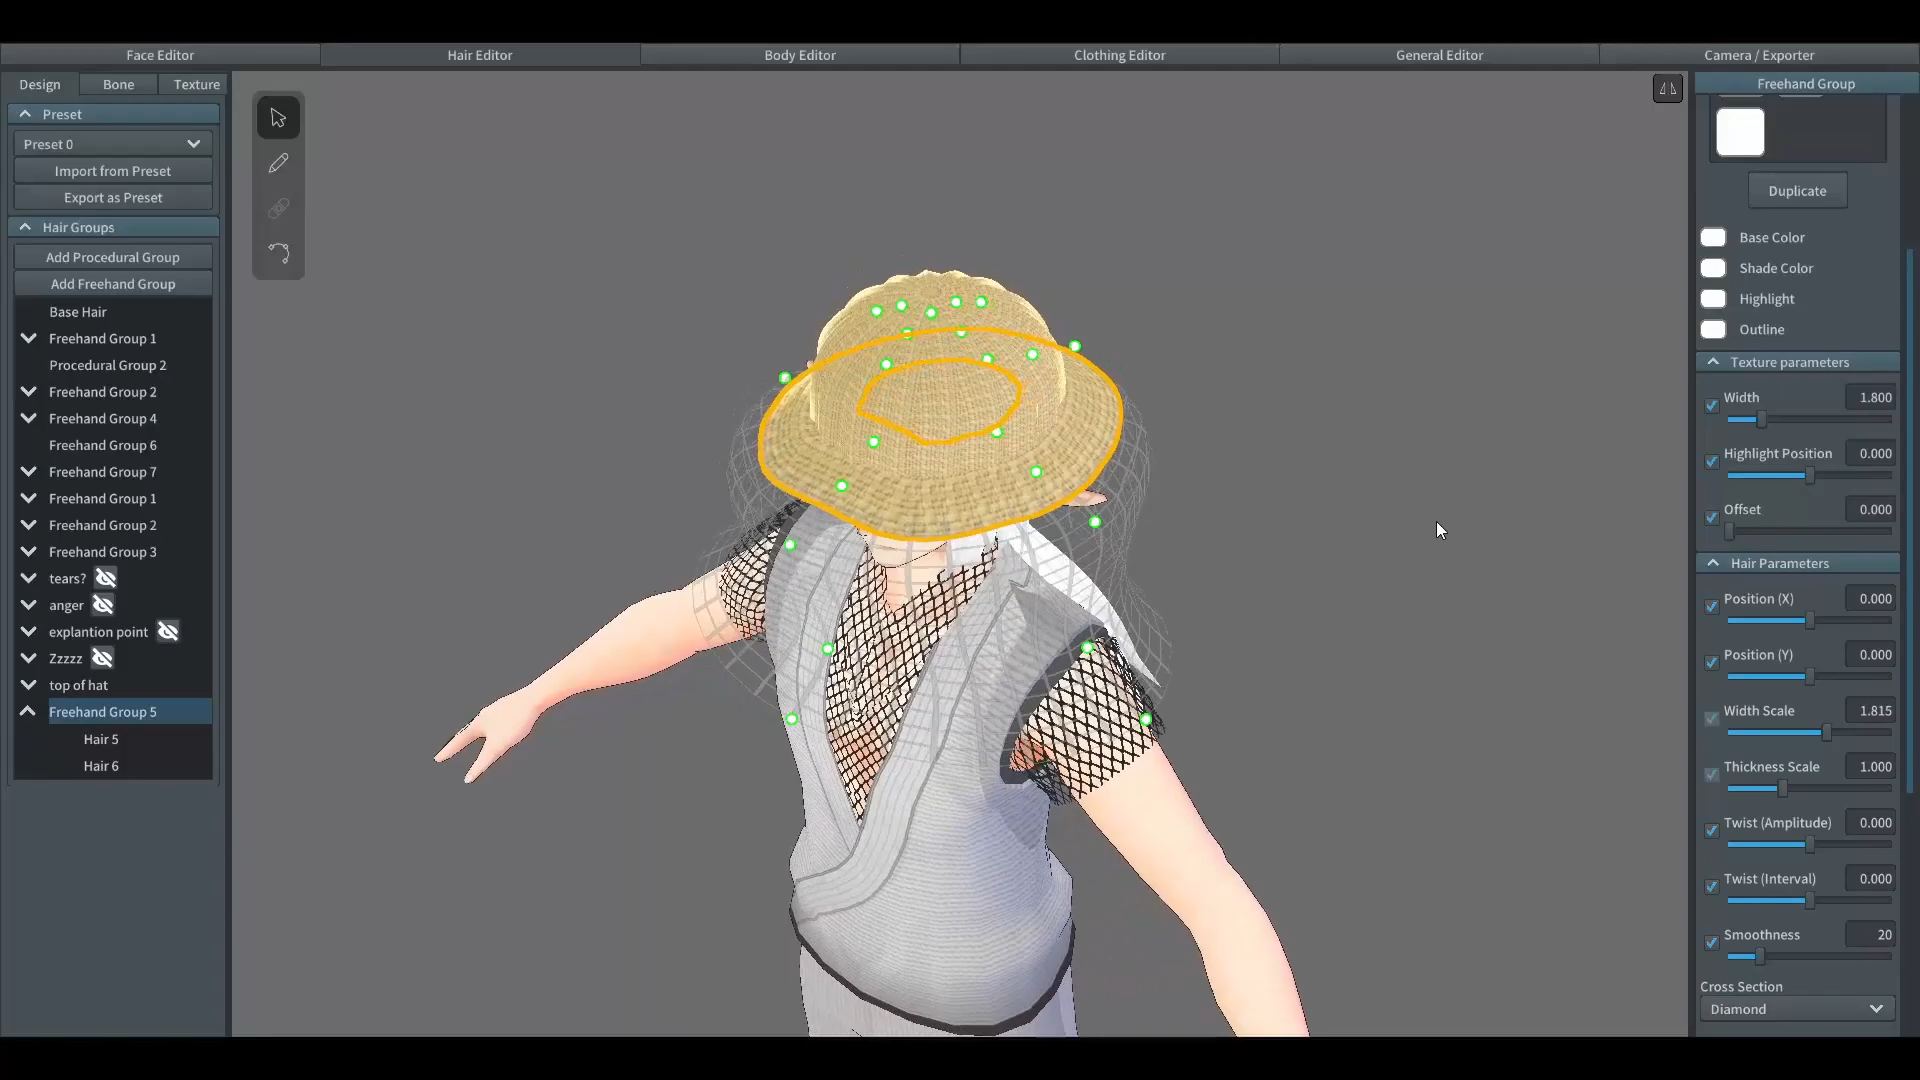 Face Editor
Hair Editor
Body Editor
Clothing Editor
General Editor
Camera / Exporter
Design
Bone
Texture
Preset
Preset 0
Import from Preset
Export as Preset
Hair Groups
Add Procedural Group
Add Freehand Group
Base Hair
Freehand Group 1
Procedural Group 2
Freehand Group 2
Freehand Group 4
Freehand Group 6
Freehand Group 7
Freehand Group 1
Freehand Group 2
Freehand Group 3
tears?
anger
explantion point
Zzzzz
top of hat
Freehand Group 5
Hair 5
Hair 6
Freehand Group
Duplicate
Base Color
Shade Color
Highlight
Outline
Texture parameters
Width 1.800
Highlight Position 0.000
Offset 0.000
Hair Parameters
Position (X) 0.000
Position (Y) 0.000
Width Scale 1.815
Thickness Scale 1.000
Twist (Amplitude) 0.000
Twist (Interval) 0.000
Smoothness 20
Cross Section
Diamond